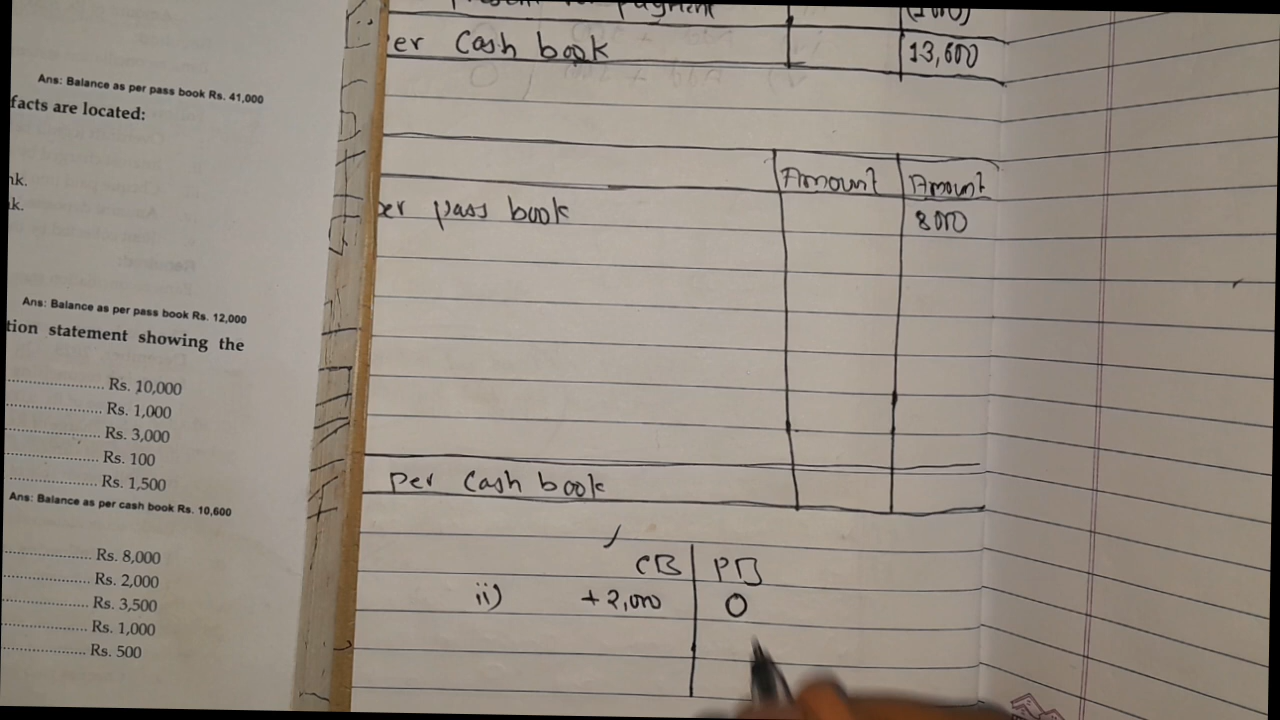 Ans: Balance as per pass book Rs. 41,000
facts are located:
nk.
k.
Ans: Balance as per pass book Rs. 12,000
tion statement showing the
Rs. 10,000
Rs. 1,000
Rs. 3,000
Rs. 100
Rs. 1,500
Ans: Balance as per cash book Rs. 10,600
Rs. 8,000
Rs. 2,000
Rs. 3,500
Rs. 1,000
Rs. 500
payment
er Cash book 13,600
Amount Amount
per pass book 8000
per cash book
CB PB
ii) +2,000 0